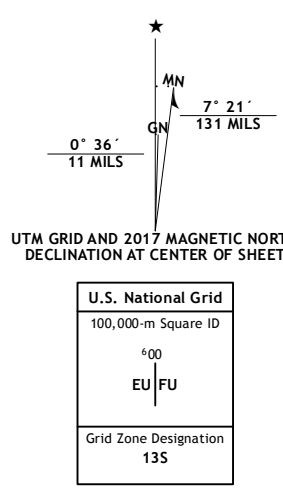 ★
MN
GN
7° 21´
131 MILS
0° 36´
11 MILS
UTM GRID AND 2017 MAGNETIC NORT
DECLINATION AT CENTER OF SHEET
U.S. National Grid
100,000-m Square ID
⁶00
EU FU
Grid Zone Designation
13S